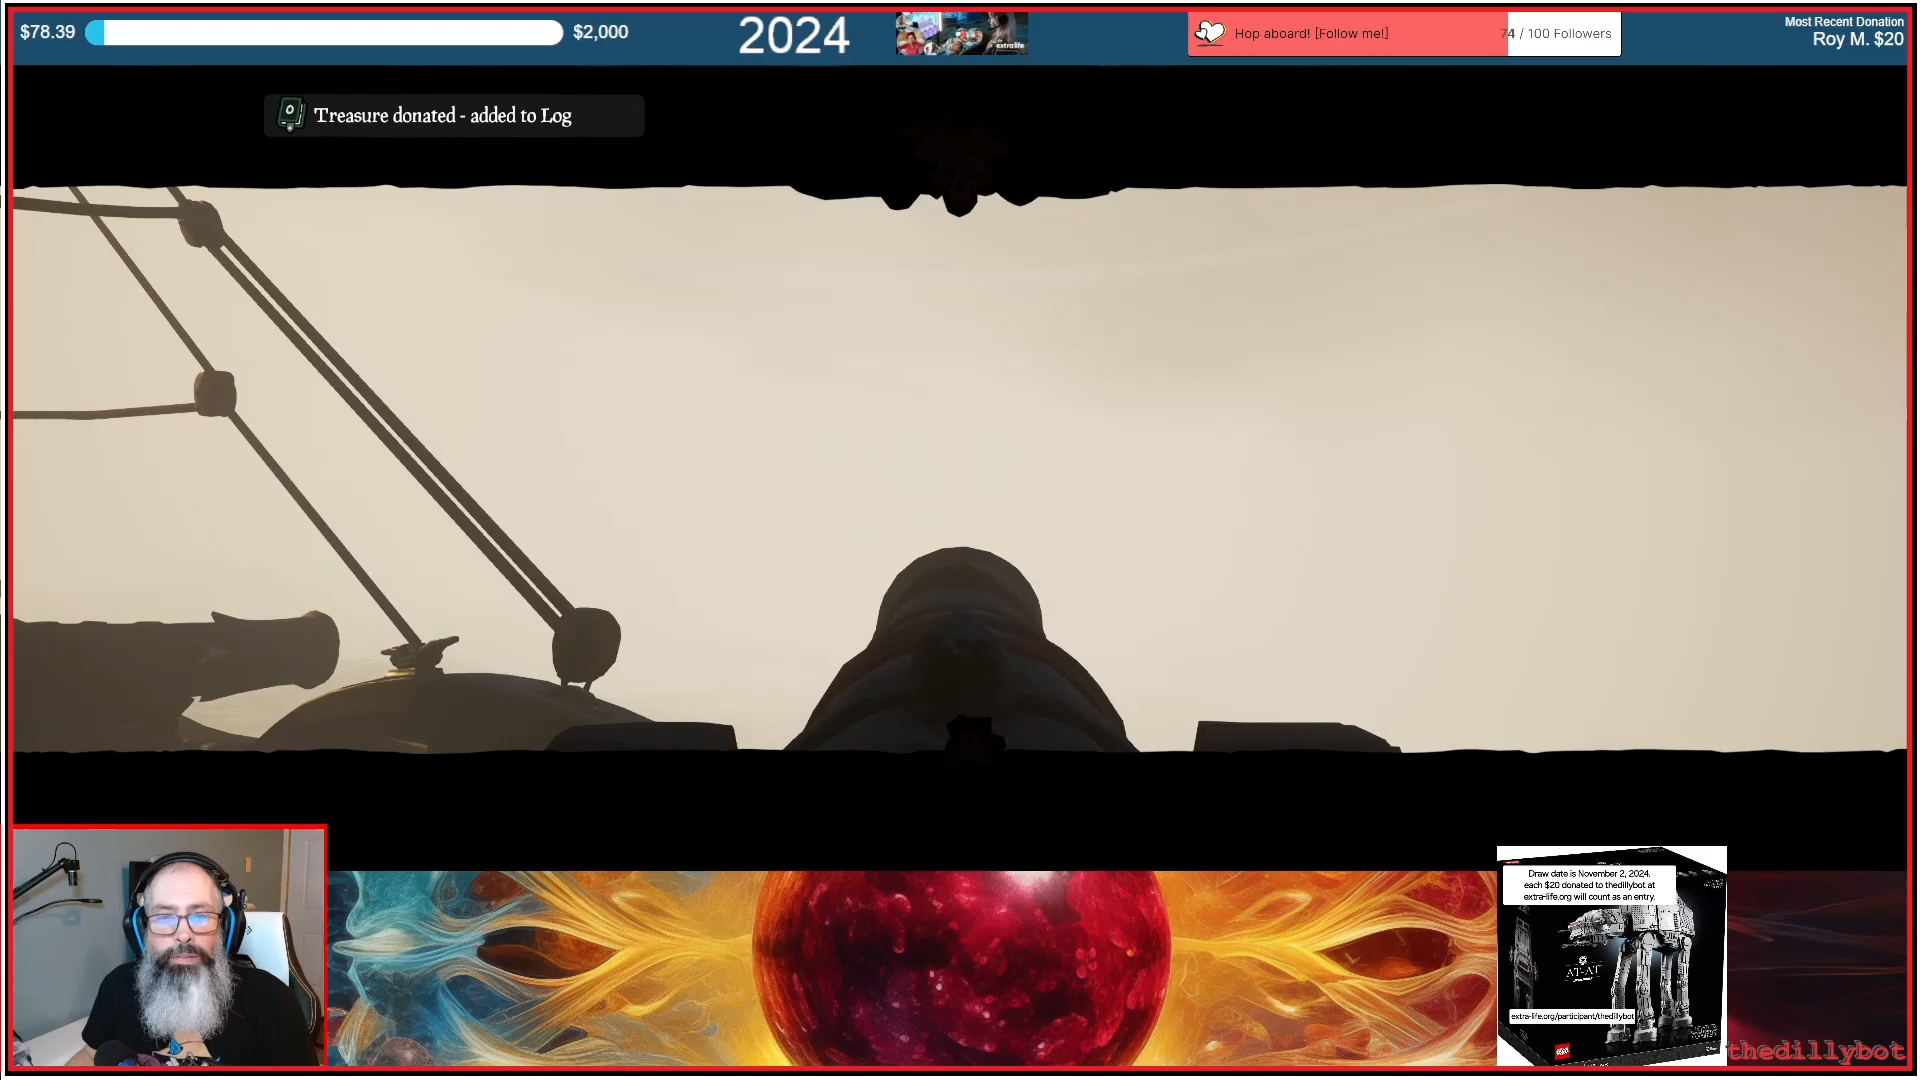 $78.39
$2,000
2024
extralife
Hop aboard! [Follow me!]
74 / 100 Followers
Most Recent Donation
Roy M. $20
Treasure donated - added to Log
Draw date is November 2, 2024.
each $20 donated to thedillybot at
extra-life.org will count as an entry.
AT-AT
extra-life.org/participant/thedillybot
LEGO
thedillybot